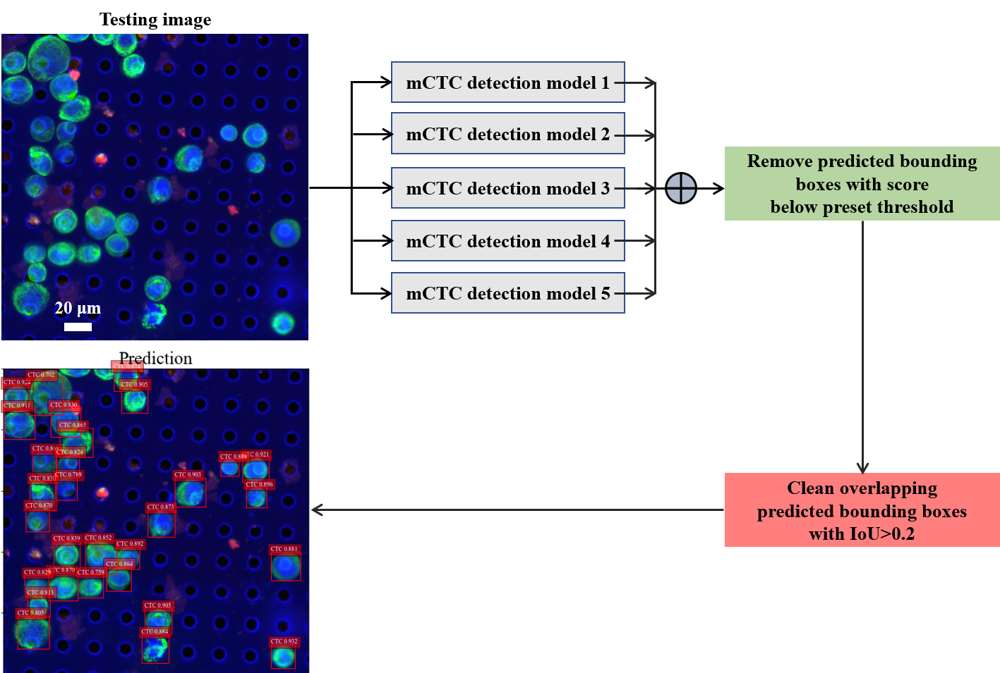 Testing image
mCTC detection model 1
mCTC detection model 2
mCTC detection model 3
mCTC detection model 4
mCTC detection model 5
Remove predicted bounding
boxes with score
below preset threshold
20 µm
Prediction
CTC 0.702
CTC 0.924
CTC 0.905
CTC 0.911
CTC 0.830
CTC 0.865
CTC 0.824
CTC 0.888
0.921
CTC 0.789
CTC 0.903
CTC 0.896
CTC 0.870
CTC 0.873
CTC 0.839
CTC 0.852
CTC 0.892
CTC 0.881
CTC 0.864
CTC 0.829
0.870
CTC 0.759
CTC 0.813
CTC 0.805
CTC 0.905
CTC 0.884
CTC 0.932
Clean overlapping
predicted bounding boxes
with IoU>0.2